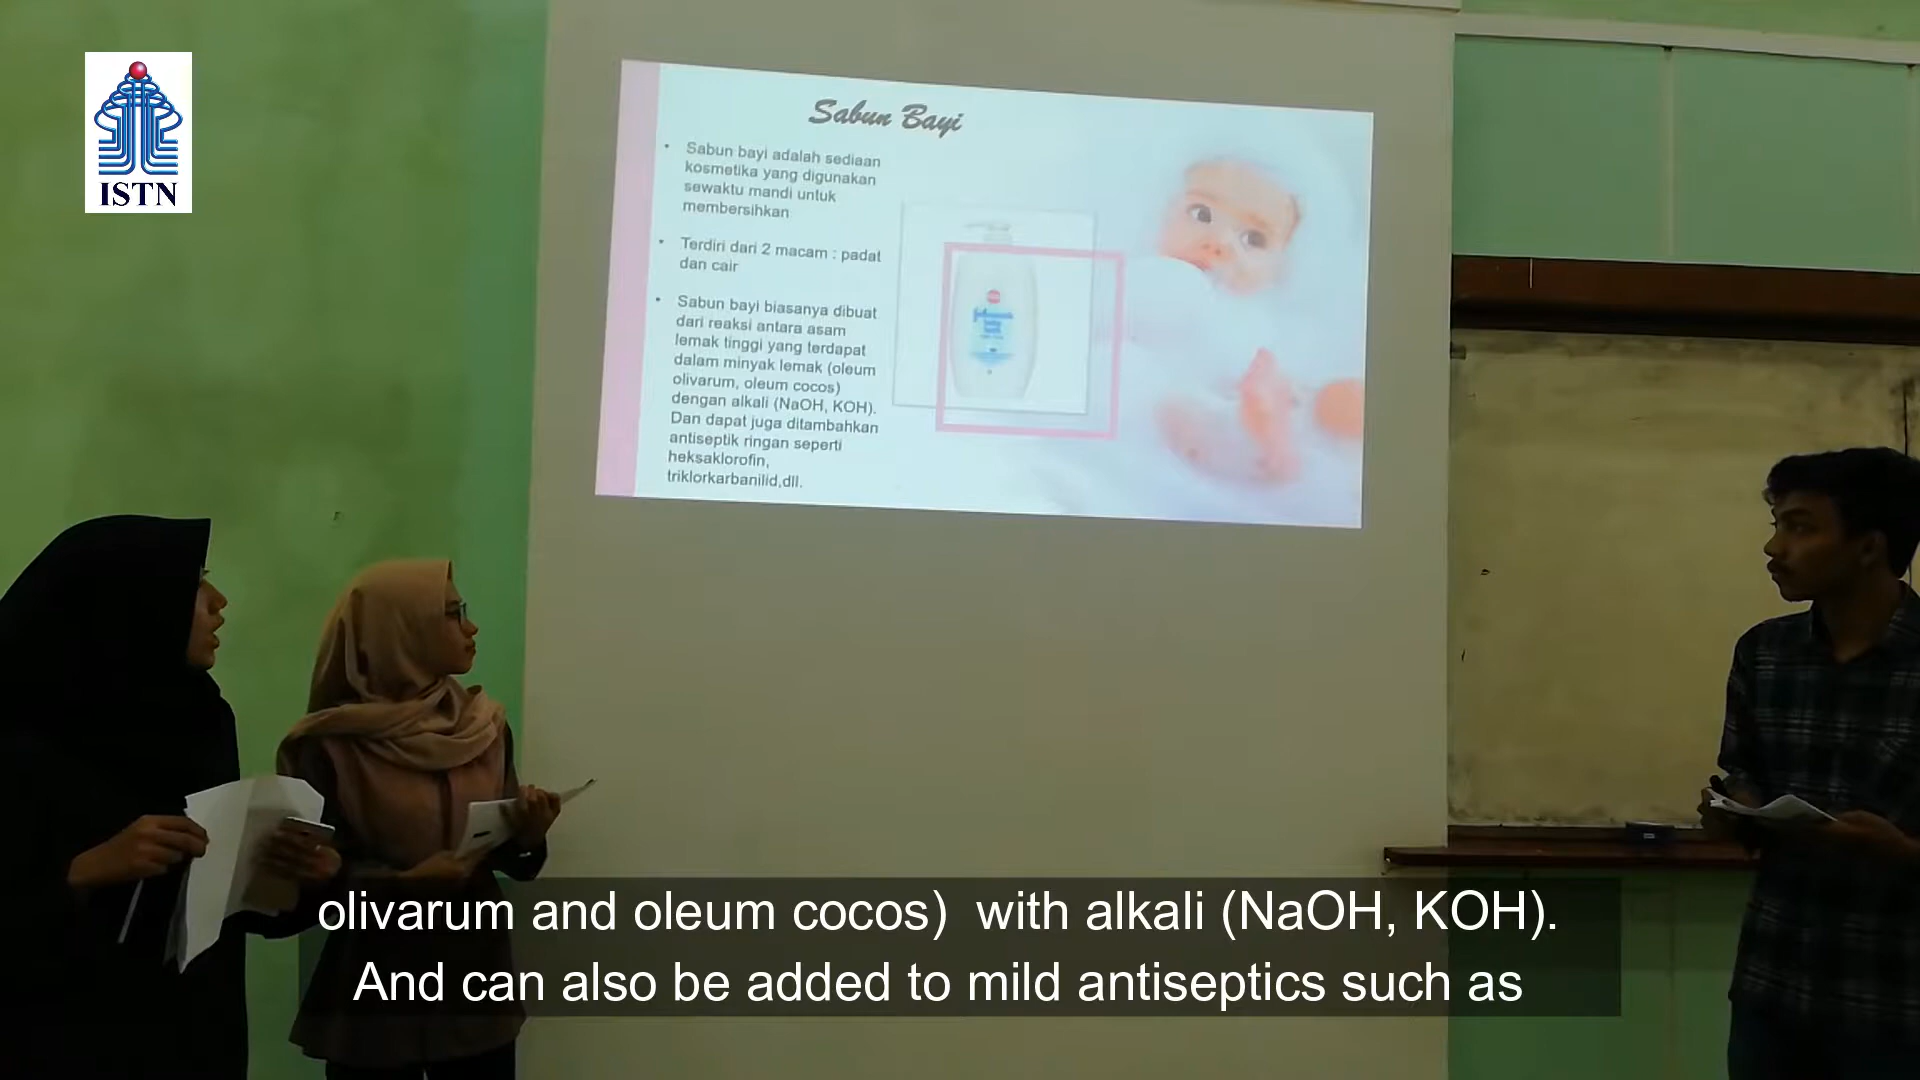 ISTN
Sabun Bayi
• Sabun bayi adalah sediaan
kosmetika yang digunakan
sewaktu mandi untuk
membersihkan
• Terdiri dari 2 macam : padat
dan cair
• Sabun bayi biasanya dibuat
dari reaksi antara asam
lemak tinggi yang terdapat
dalam minyak lemak (oleum
olivarum, oleum cocos)
dengan alkali (NaOH, KOH).
Dan dapat juga ditambahkan
antiseptik ringan seperti
heksaklorofin,
triklorkarbanilid,dll.
olivarum and oleum cocos)  with alkali (NaOH, KOH).
And can also be added to mild antiseptics such as